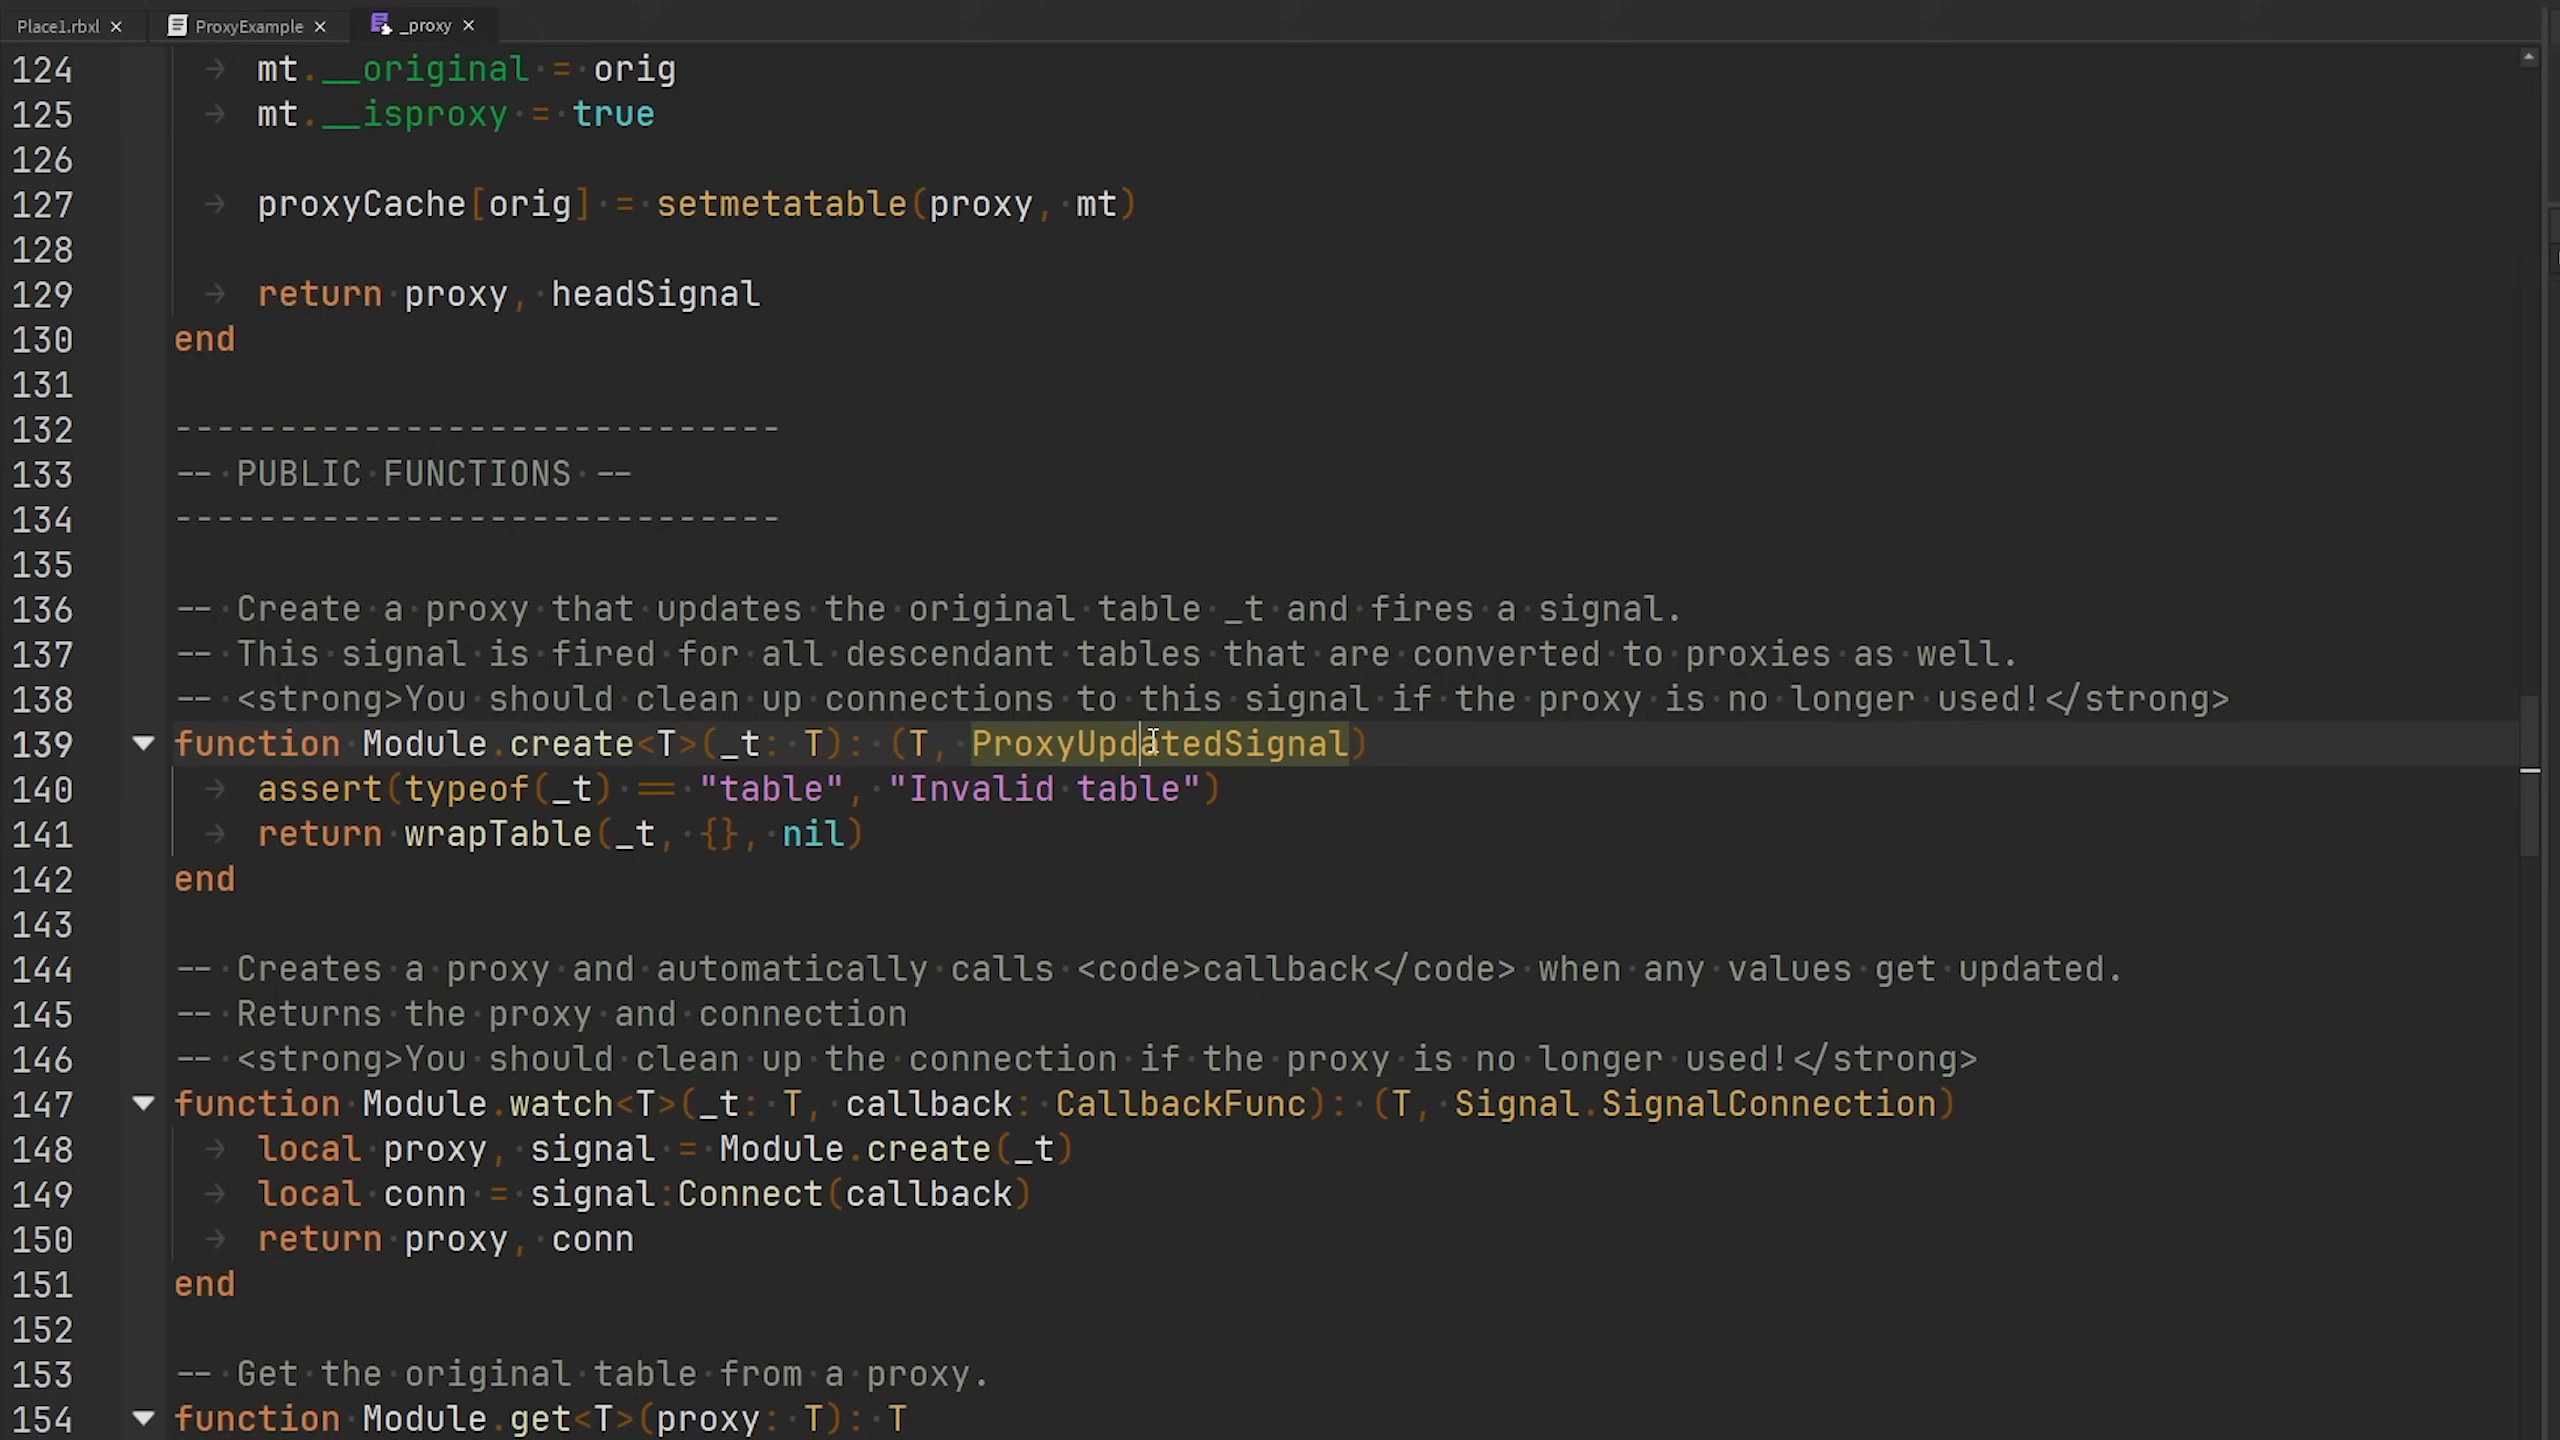 Place1.rbxl × ProxyExample × _proxy ×
124 mt.__original = orig
125 mt.__isproxy = true
126
127 proxyCache[orig] = setmetatable(proxy, mt)
128
129 return proxy, headSignal
130 end
131
132 -----------------------------
133 -- PUBLIC FUNCTIONS --
134 -----------------------------
135
136 -- Create a proxy that updates the original table _t and fires a signal.
137 -- This signal is fired for all descendant tables that are converted to proxies as well.
138 -- <strong>You should clean up connections to this signal if the proxy is no longer used!</strong>
139 function Module.create<T>(_t: T): (T, ProxyUpdatedSignal)
140 assert(typeof(_t) == "table", "Invalid table")
141 return wrapTable(_t, {}, nil)
142 end
143
144 -- Creates a proxy and automatically calls <code>callback</code> when any values get updated.
145 -- Returns the proxy and connection
146 -- <strong>You should clean up the connection if the proxy is no longer used!</strong>
147 function Module.watch<T>(_t: T, callback: CallbackFunc): (T, Signal.SignalConnection)
148 local proxy, signal = Module.create(_t)
149 local conn = signal:Connect(callback)
150 return proxy, conn
151 end
152
153 -- Get the original table from a proxy.
154 function Module.get<T>(proxy: T): T